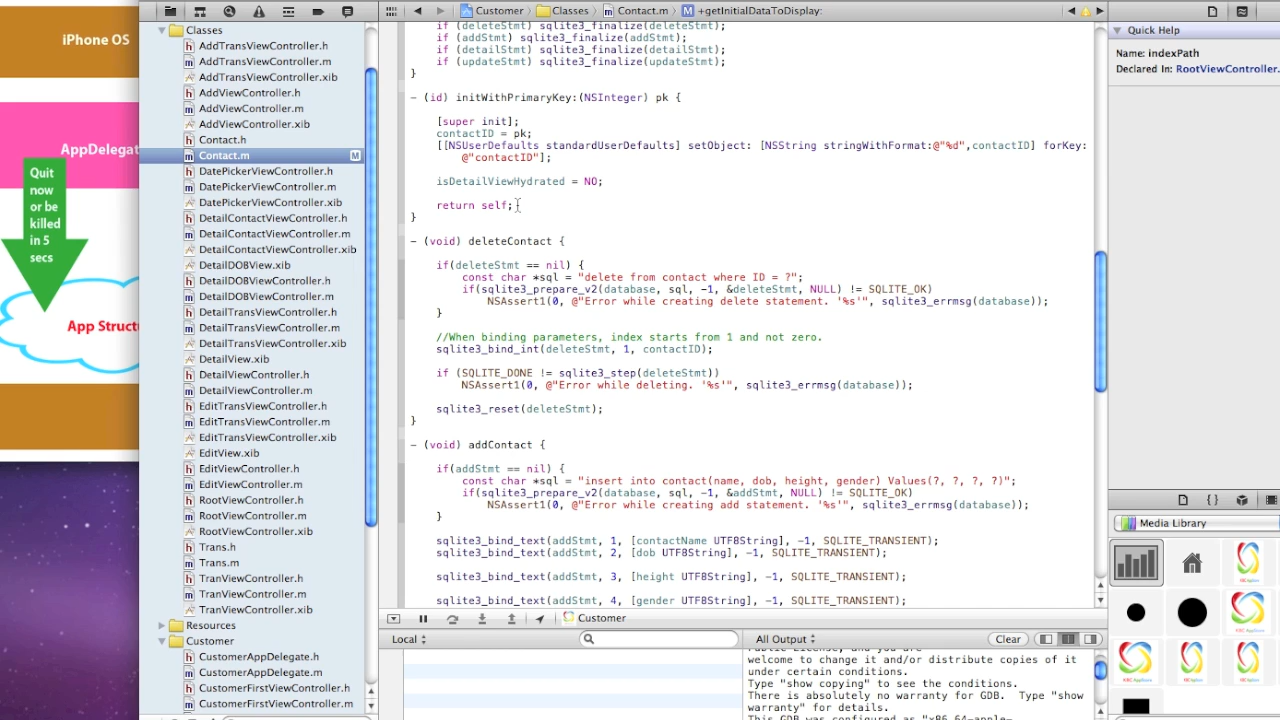 iPhone OS
AppDelegat
Quit
now
or be
killed
in 5
secs
App Struct
Classes
AddTransViewController.h
AddTransViewController.m
AddTransViewController.xib
AddViewController.h
AddViewController.m
AddViewController.xib
Contact.h
Contact.m
M
DatePickerViewController.h
DatePickerViewController.m
DatePickerViewController.xib
DetailContactViewController.h
DetailContactViewController.m
DetailContactViewController.xib
DetailDOBView.xib
DetailDOBViewController.h
DetailDOBViewController.m
DetailTransViewController.h
DetailTransViewController.m
DetailTransViewController.xib
DetailView.xib
DetailViewController.h
DetailViewController.m
EditTransViewController.h
EditTransViewController.m
EditTransViewController.xib
EditView.xib
EditViewController.h
EditViewController.m
RootViewController.h
RootViewController.m
RootViewController.xib
Trans.h
Trans.m
TranViewController.h
TranViewController.m
TranViewController.xib
Resources
Customer
CustomerAppDelegate.h
CustomerAppDelegate.m
CustomerFirstViewController.h
CustomerFirstViewController.m
Customer Classes Contact.m M +getInitialDataToDisplay:
if (deleteStmt) sqlite3_finalize(deleteStmt);
if (addStmt) sqlite3_finalize(addStmt);
if (detailStmt) sqlite3_finalize(detailStmt);
if (updateStmt) sqlite3_finalize(updateStmt);
}
- (id) initWithPrimaryKey:(NSInteger) pk {
[super init];
contactID = pk;
[[NSUserDefaults standardUserDefaults] setObject: [NSString stringWithFormat:@"%d",contactID] forKey:
@"contactID"];
isDetailViewHydrated = NO;
return self;
}
- (void) deleteContact {
if(deleteStmt == nil) {
const char *sql = "delete from contact where ID = ?";
if(sqlite3_prepare_v2(database, sql, -1, &deleteStmt, NULL) != SQLITE_OK)
NSAssert1(0, @"Error while creating delete statement. '%s'", sqlite3_errmsg(database));
}
//When binding parameters, index starts from 1 and not zero.
sqlite3_bind_int(deleteStmt, 1, contactID);
if (SQLITE_DONE != sqlite3_step(deleteStmt))
NSAssert1(0, @"Error while deleting. '%s'", sqlite3_errmsg(database));
sqlite3_reset(deleteStmt);
}
- (void) addContact {
if(addStmt == nil) {
const char *sql = "insert into contact(name, dob, height, gender) Values(?, ?, ?, ?)";
if(sqlite3_prepare_v2(database, sql, -1, &addStmt, NULL) != SQLITE_OK)
NSAssert1(0, @"Error while creating add statement. '%s'", sqlite3_errmsg(database));
}
sqlite3_bind_text(addStmt, 1, [contactName UTF8String], -1, SQLITE_TRANSIENT);
sqlite3_bind_text(addStmt, 2, [dob UTF8String], -1, SQLITE_TRANSIENT);
sqlite3_bind_text(addStmt, 3, [height UTF8String], -1, SQLITE_TRANSIENT);
sqlite3_bind_text(addStmt, 4, [gender UTF8String], -1, SQLITE_TRANSIENT);
Customer
Local
All Output
Clear
welcome to change it and/or distribute copies of it
under certain conditions.
Type "show copying" to see the conditions.
There is absolutely no warranty for GDB. Type "show
warranty" for details.
This GDB was configured as "x86_64-apple-
Quick Help
Name: indexPath
Declared In: RootViewController.
{ }
Media Library